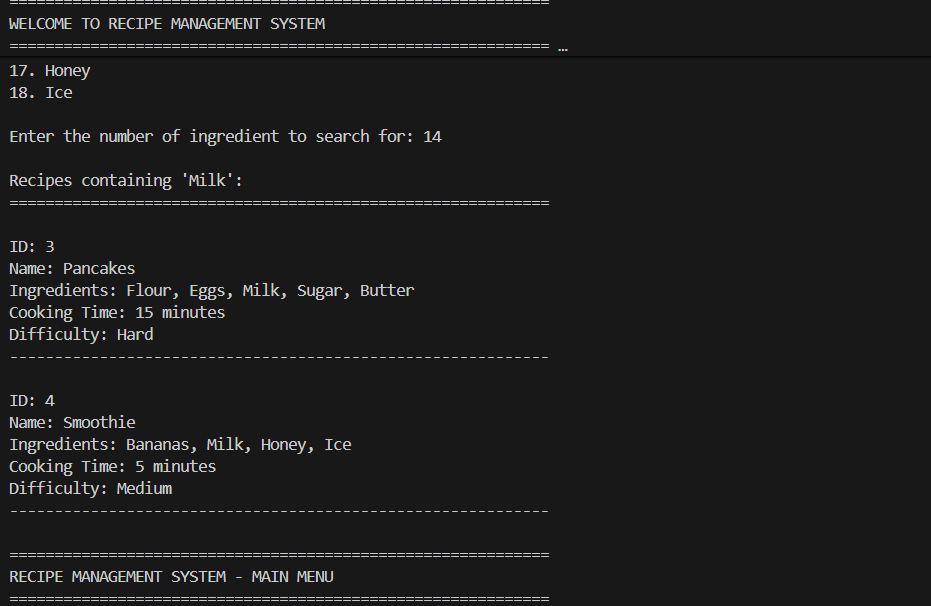 ============================================================
WELCOME TO RECIPE MANAGEMENT SYSTEM
============================================================ …
17. Honey
18. Ice
Enter the number of ingredient to search for: 14
Recipes containing 'Milk':
============================================================
ID: 3
Name: Pancakes
Ingredients: Flour, Eggs, Milk, Sugar, Butter
Cooking Time: 15 minutes
Difficulty: Hard
------------------------------------------------------------
ID: 4
Name: Smoothie
Ingredients: Bananas, Milk, Honey, Ice
Cooking Time: 5 minutes
Difficulty: Medium
------------------------------------------------------------
============================================================
RECIPE MANAGEMENT SYSTEM - MAIN MENU
============================================================